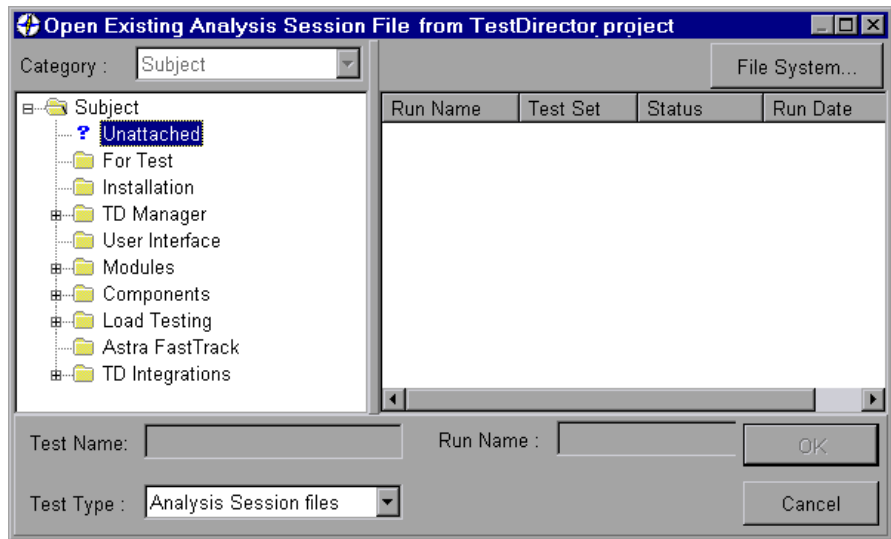 Open Existing Analysis Session File from TestDirector project
Category : Subject
File System...
Subject
? Unattached
For Test
Installation
TD Manager
User Interface
Modules
Components
Load Testing
Astra FastTrack
TD Integrations
Run Name Test Set Status Run Date
Test Name: Run Name : OK
Test Type : Analysis Session files Cancel